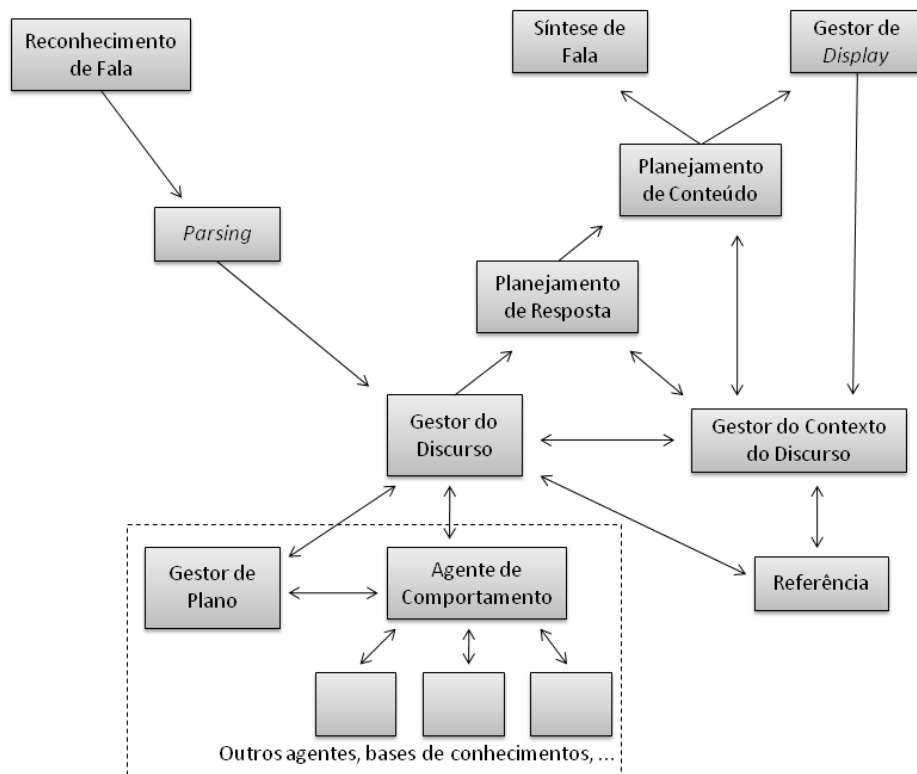 Reconhecimento
de Fala
Síntese de
Fala
Gestor de
Display
Planejamento
de Conteúdo
Parsing
Planejamento
de Resposta
Gestor do
Discurso
Gestor do Contexto
do Discurso
Gestor de
Plano
Agente de
Comportamento
Referência
Outros agentes, bases de conhecimentos, ...